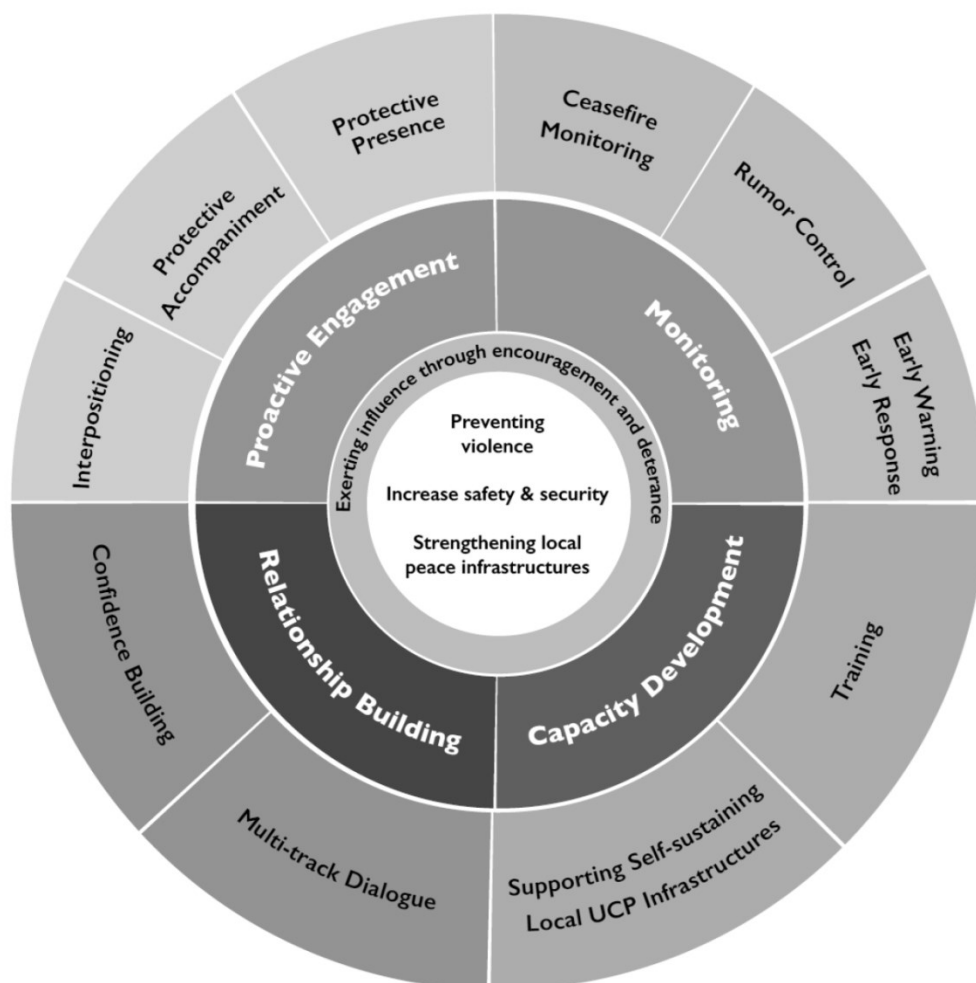 Protective
Presence
Ceasefire
Monitoring
Protective
Accompaniment
Rumor Control
Interpositioning
Early Warning
Early Response
Proactive Engagement
Monitoring
Exerting influence through encouragement and deterance
Preventing
violence
Increase safety & security
Strengthening local
peace infrastructures
Relationship Building
Capacity Development
Confidence Building
Training
Multi-track Dialogue
Supporting Self-sustaining
Local UCP Infrastructures